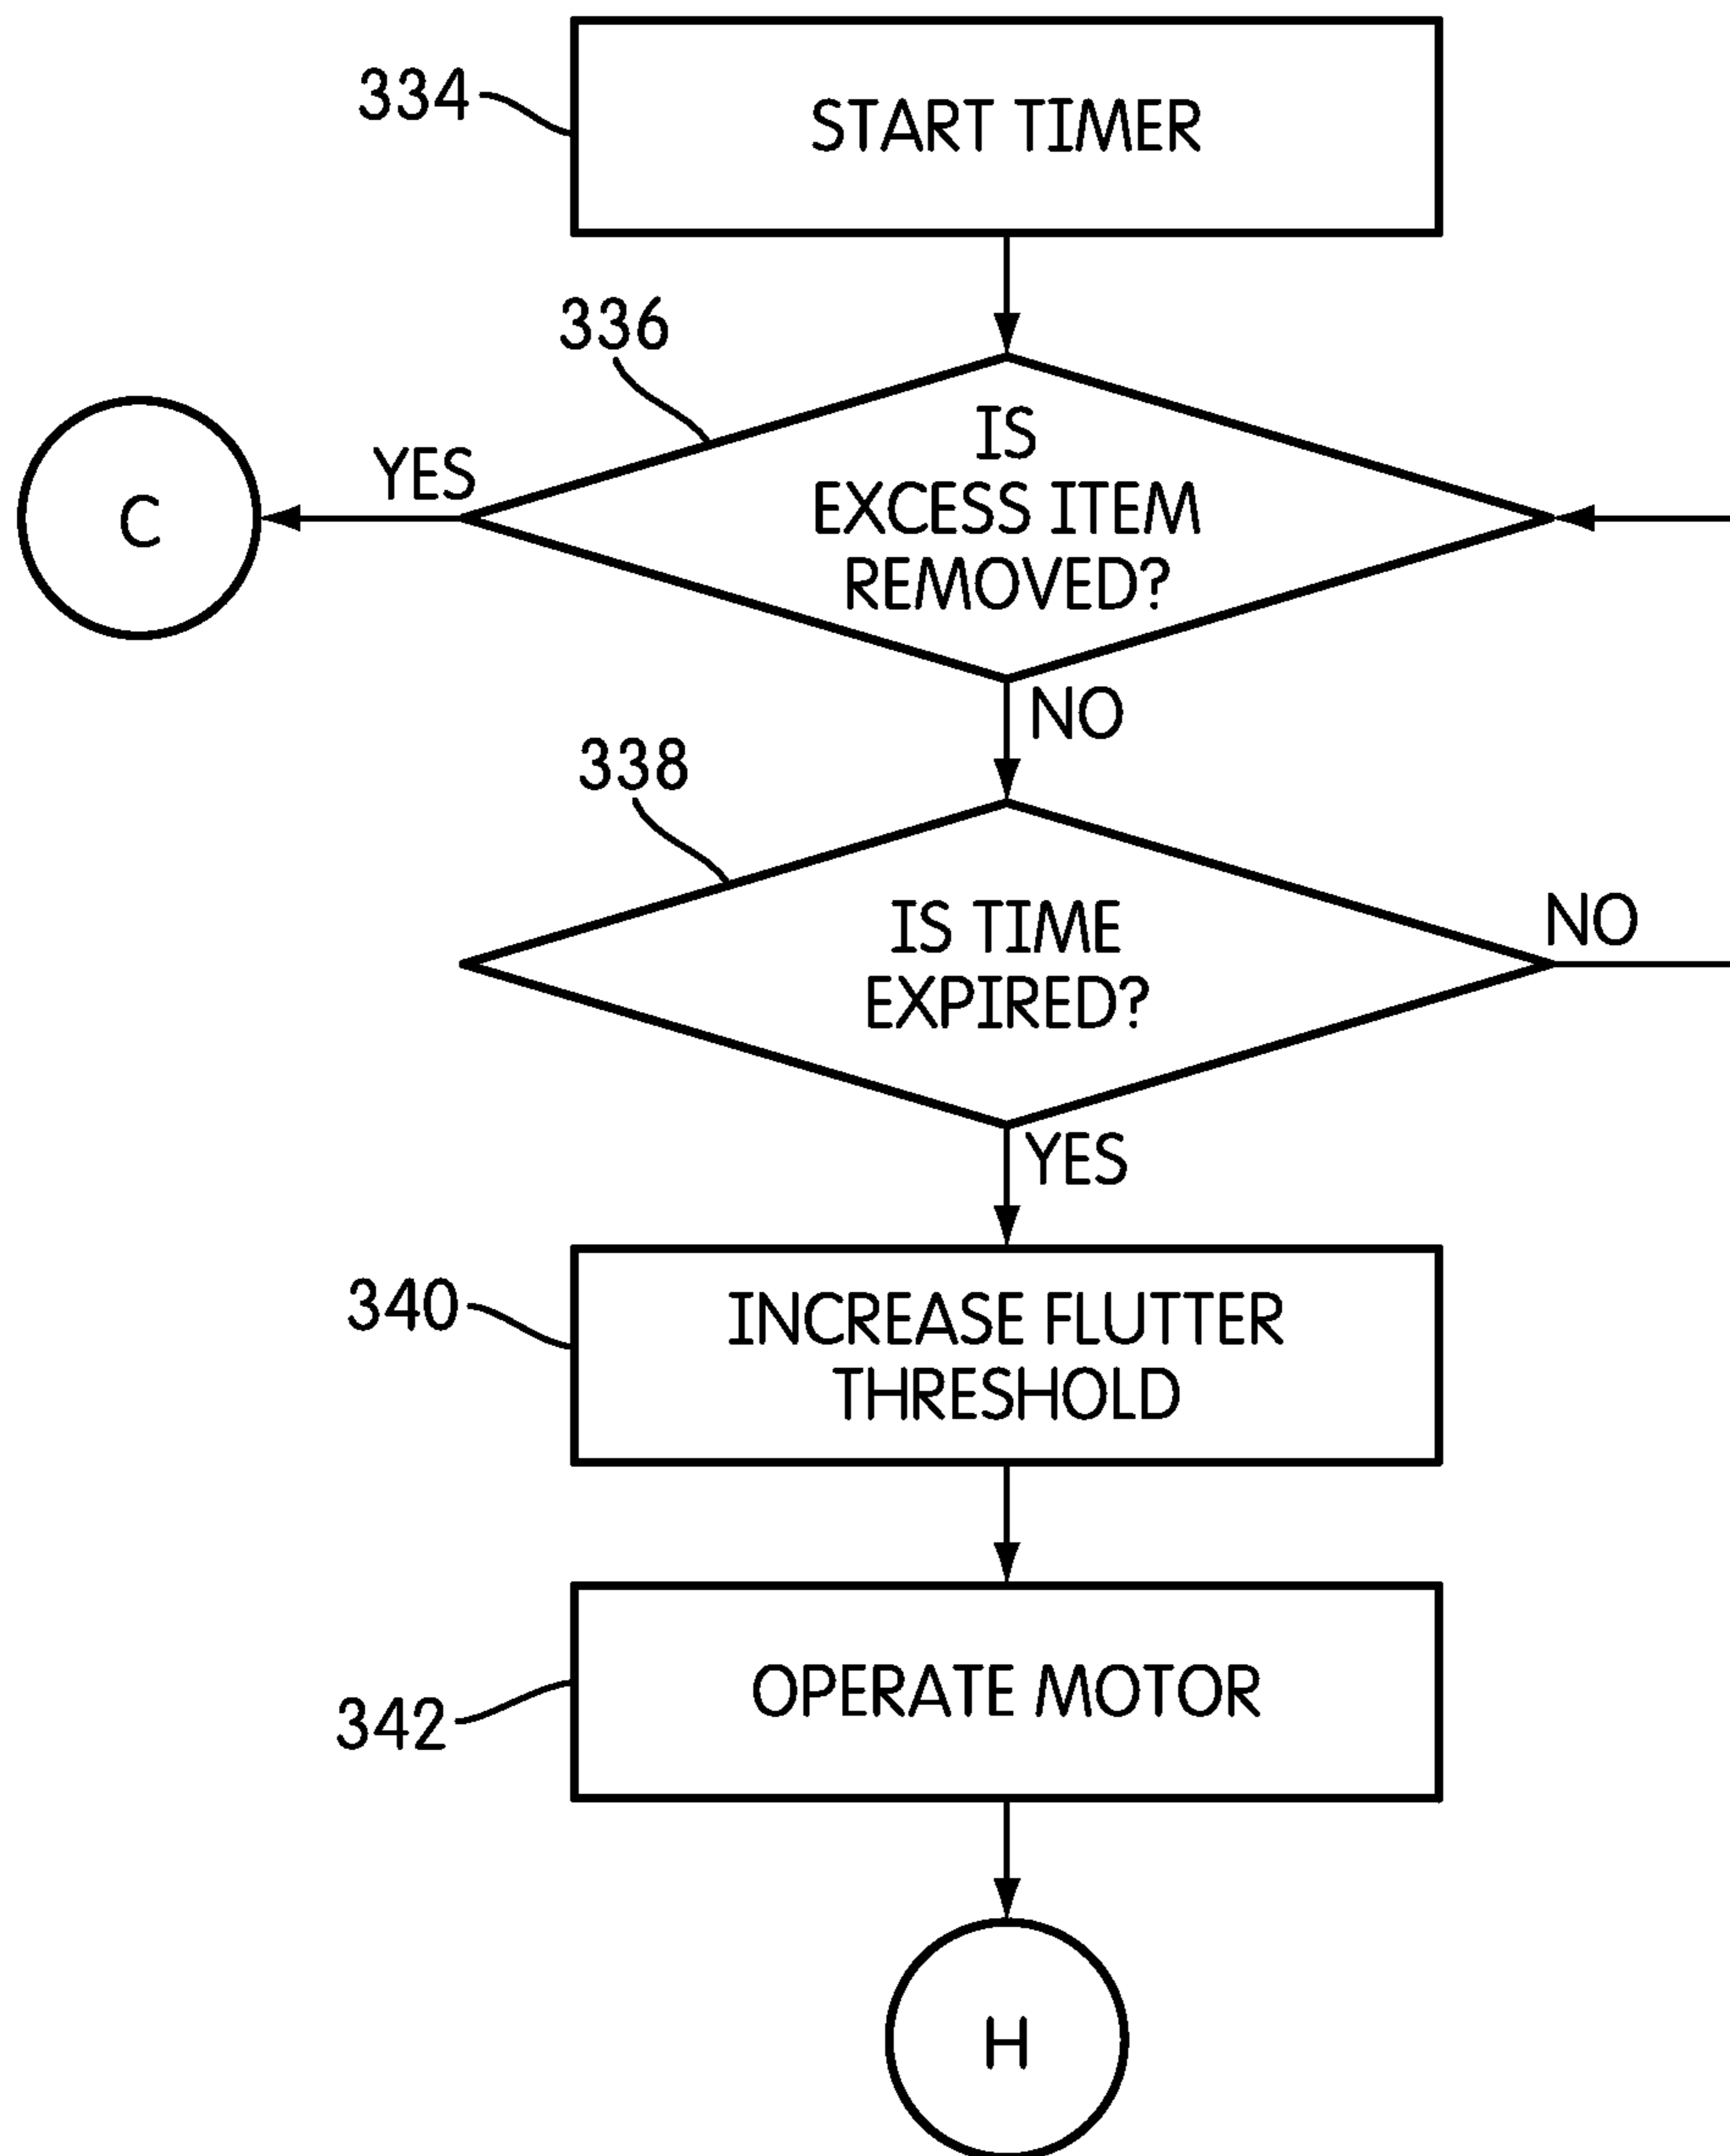 334
START TIMER
336
IS
EXCESS ITEM
REMOVED?
YES
C
NO
338
IS TIME
EXPIRED?
NO
YES
340
INCREASE FLUTTER
THRESHOLD
342
OPERATE MOTOR
H